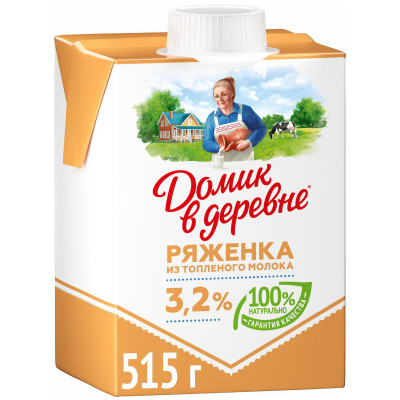 Домик
в деревне®
РЯЖЕНКА
ИЗ ТОПЛЕНОГО МОЛОКА
3,2%
100%
НАТУРАЛЬНО
ГАРАНТИЯ КАЧЕСТВА
515 г